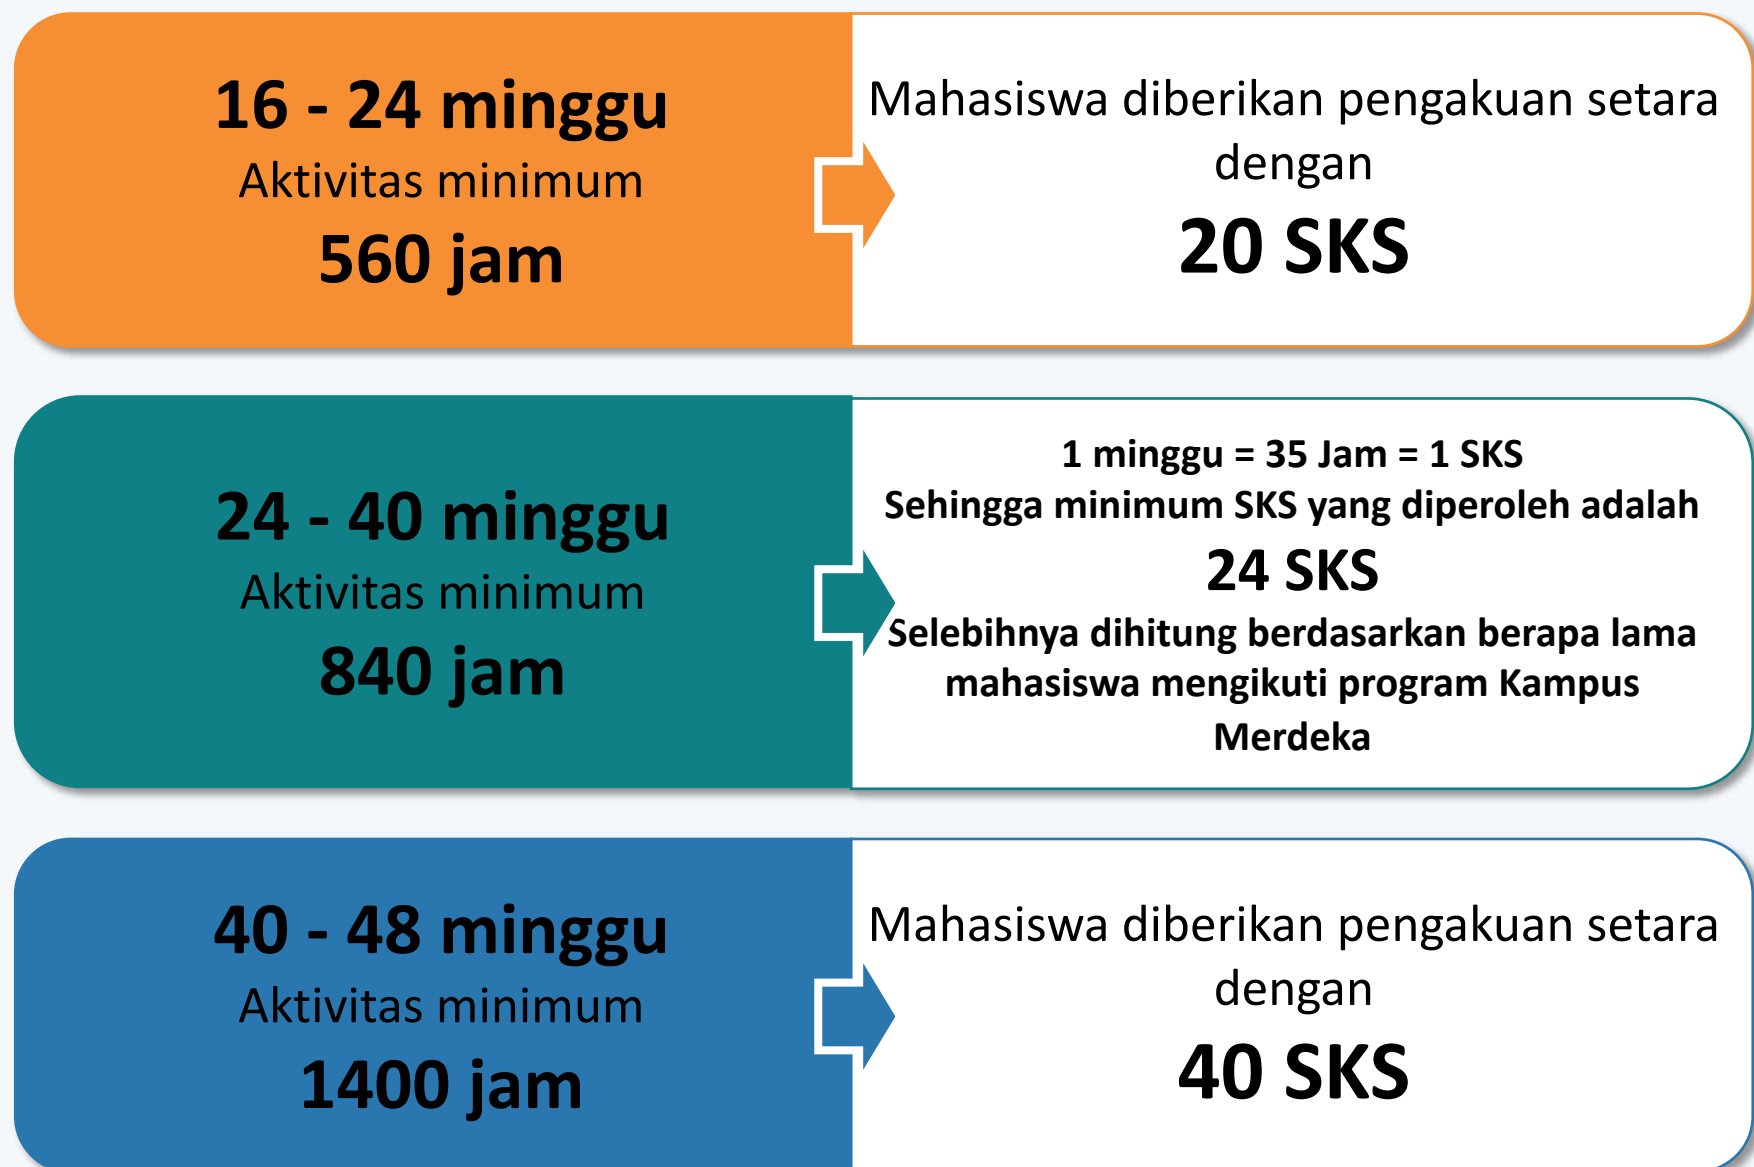 16 - 24 minggu
Aktivitas minimum
560 jam
Mahasiswa diberikan pengakuan setara
dengan
20 SKS
24 - 40 minggu
Aktivitas minimum
840 jam
1 minggu = 35 Jam = 1 SKS
Sehingga minimum SKS yang diperoleh adalah
24 SKS
Selebihnya dihitung berdasarkan berapa lama
mahasiswa mengikuti program Kampus
Merdeka
40 - 48 minggu
Aktivitas minimum
1400 jam
Mahasiswa diberikan pengakuan setara
dengan
40 SKS